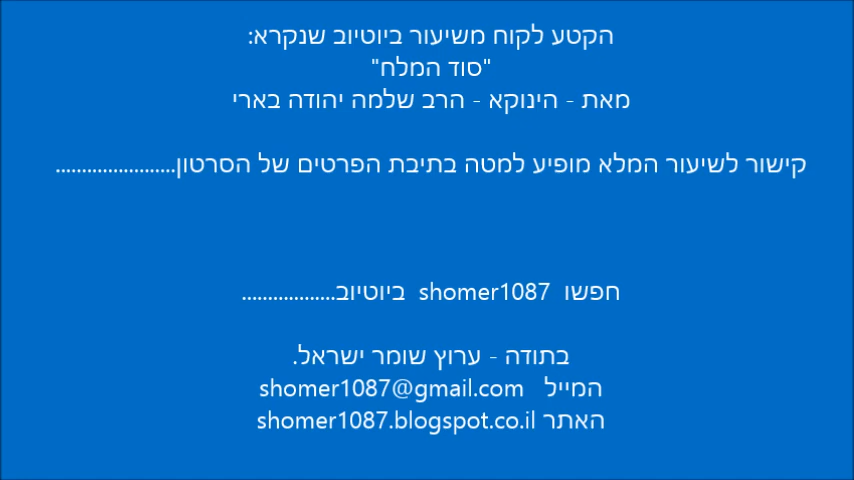 הקטע לקוח משיעור ביוטיוב שנקרא:
"סוד המלח"
מאת - הינוקא - הרב שלמה יהודה בארי
קישור לשיעור המלא מופיע למטה בתיבת הפרטים של הסרטון.......................
חפשו shomer1087 ביוטיוב..................
בתודה - ערוץ שומר ישראל.
המייל shomer1087@gmail.com
האתר shomer1087.blogspot.co.il